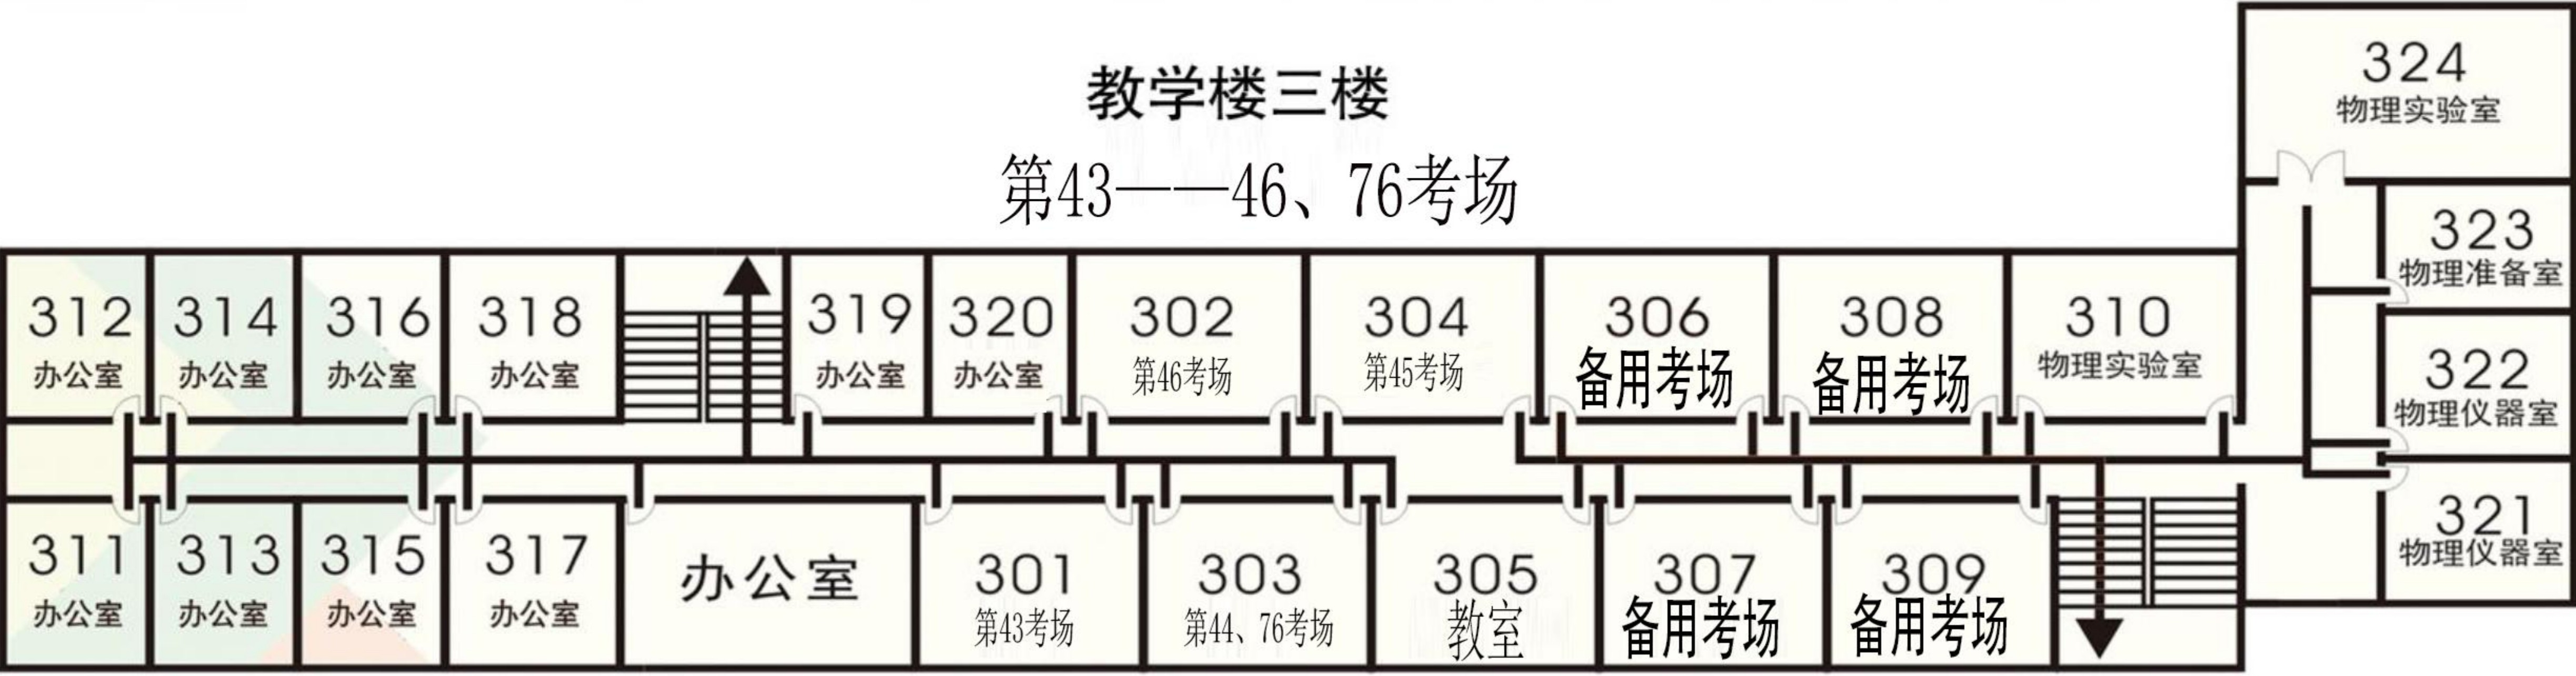 教学楼三楼
第43——46、76考场
324
物理实验室
323
物理准备室
322
物理仪器室
321
物理仪器室
312
办公室
314
办公室
316
办公室
318
办公室
319
办公室
320
办公室
302
第46考场
304
第45考场
306
备用考场
308
备用考场
310
物理实验室
311
办公室
313
办公室
315
办公室
317
办公室
办公室
301
第43考场
303
第44、76考场
305
教室
307
备用考场
309
备用考场